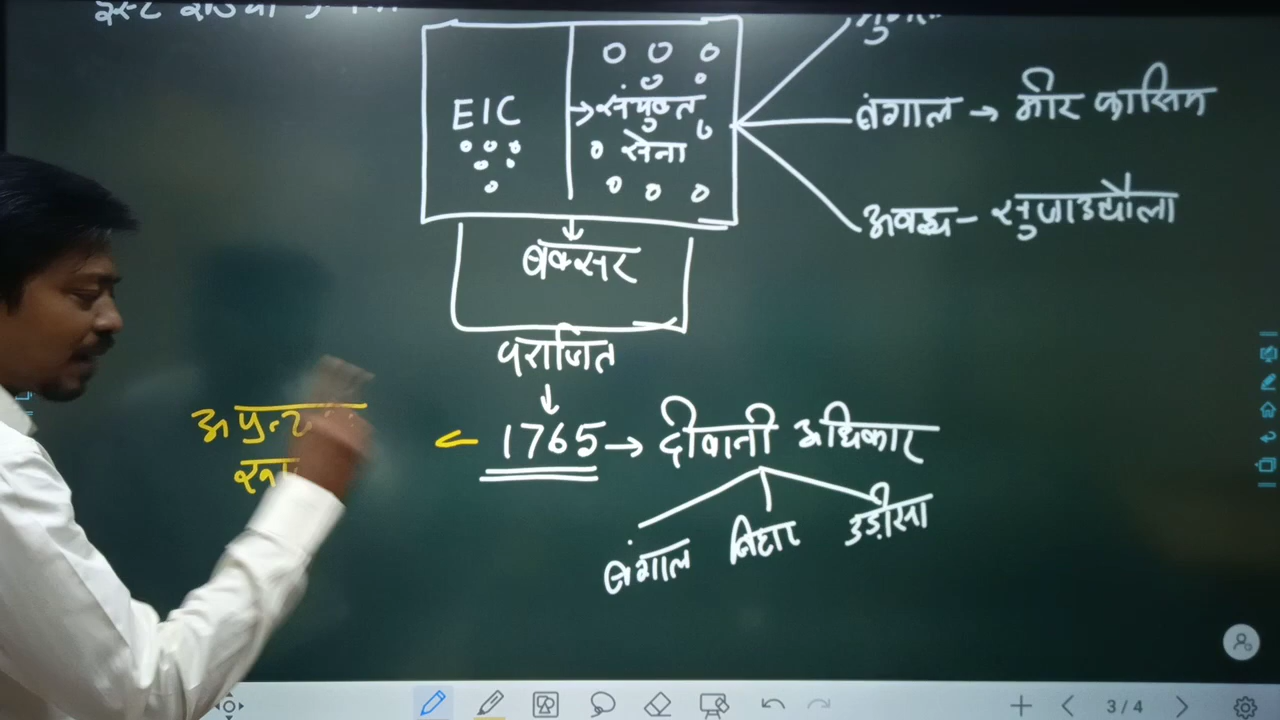 EIC
संयुक्त
सेना
बंगाल → मीर कासिम
अवध - सुजाउद्यौला
बक्सर
पराजित
← 1765 → दीवानी अधिकार
बंगाल बिहार उड़ीसा
3/4